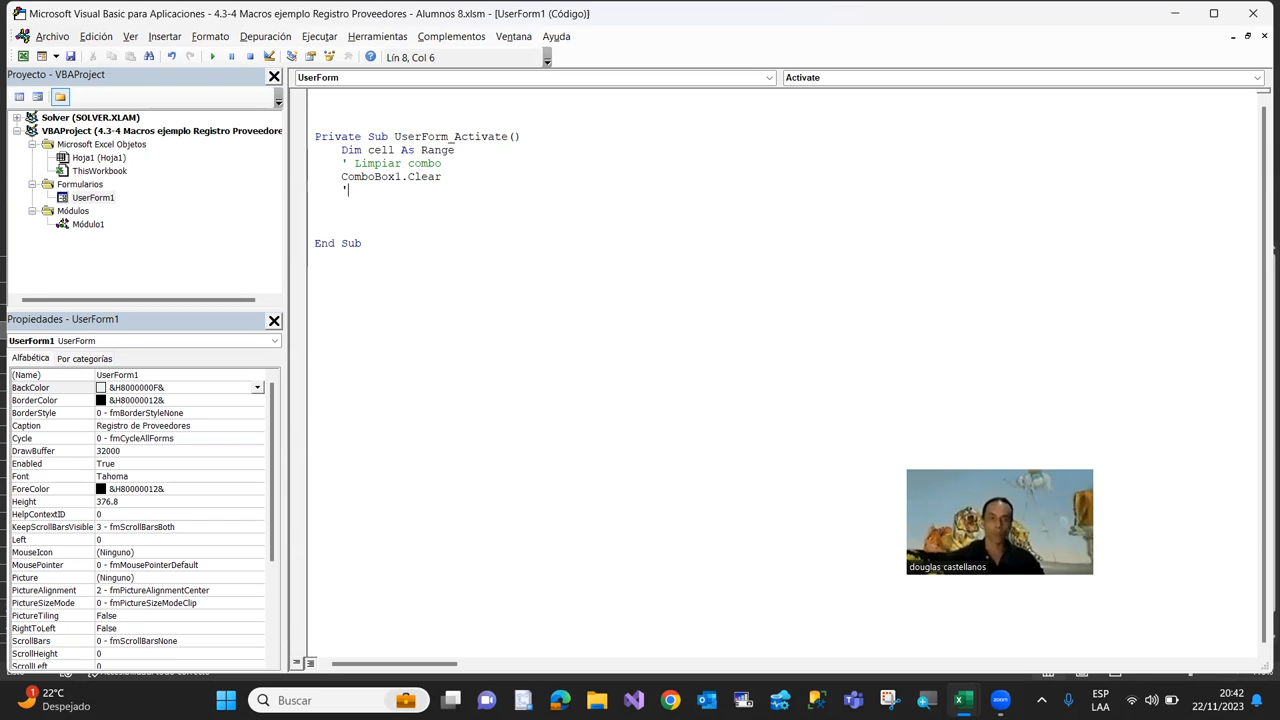 Microsoft Visual Basic para Aplicaciones - 4.3-4 Macros ejemplo Registro Proveedores - Alumnos 8.xlsm - [UserForm1 (Código)]
Archivo Edición Ver Insertar Formato Depuración Ejecutar Herramientas Complementos Ventana Ayuda
Lín 8, Col 6
Proyecto - VBAProject
UserForm
Activate
Solver (SOLVER.XLAM)
VBAProject (4.3-4 Macros ejemplo Registro Proveedore
Microsoft Excel Objetos
Hoja1 (Hoja1)
ThisWorkbook
Formularios
UserForm1
Módulos
Módulo1
Private Sub UserForm_Activate()
Dim cell As Range
' Limpiar combo
ComboBox1.Clear
'
End Sub
Propiedades - UserForm1
UserForm1 UserForm
Alfabética Por categorías
(Name) UserForm1
BackColor &H8000000F&
BorderColor &H80000012&
BorderStyle 0 - fmBorderStyleNone
Caption Registro de Proveedores
Cycle 0 - fmCycleAllForms
DrawBuffer 32000
Enabled True
Font Tahoma
ForeColor &H80000012&
Height 376.8
HelpContextID 0
KeepScrollBarsVisible 3 - fmScrollBarsBoth
Left 0
MouseIcon (Ninguno)
MousePointer 0 - fmMousePointerDefault
Picture (Ninguno)
PictureAlignment 2 - fmPictureAlignmentCenter
PictureSizeMode 0 - fmPictureSizeModeClip
PictureTiling False
RightToLeft False
ScrollBars 0 - fmScrollBarsNone
ScrollHeight 0
ScrollLeft 0
douglas castellanos
22°C
Despejado
Buscar
ESP
LAA
20:42
22/11/2023